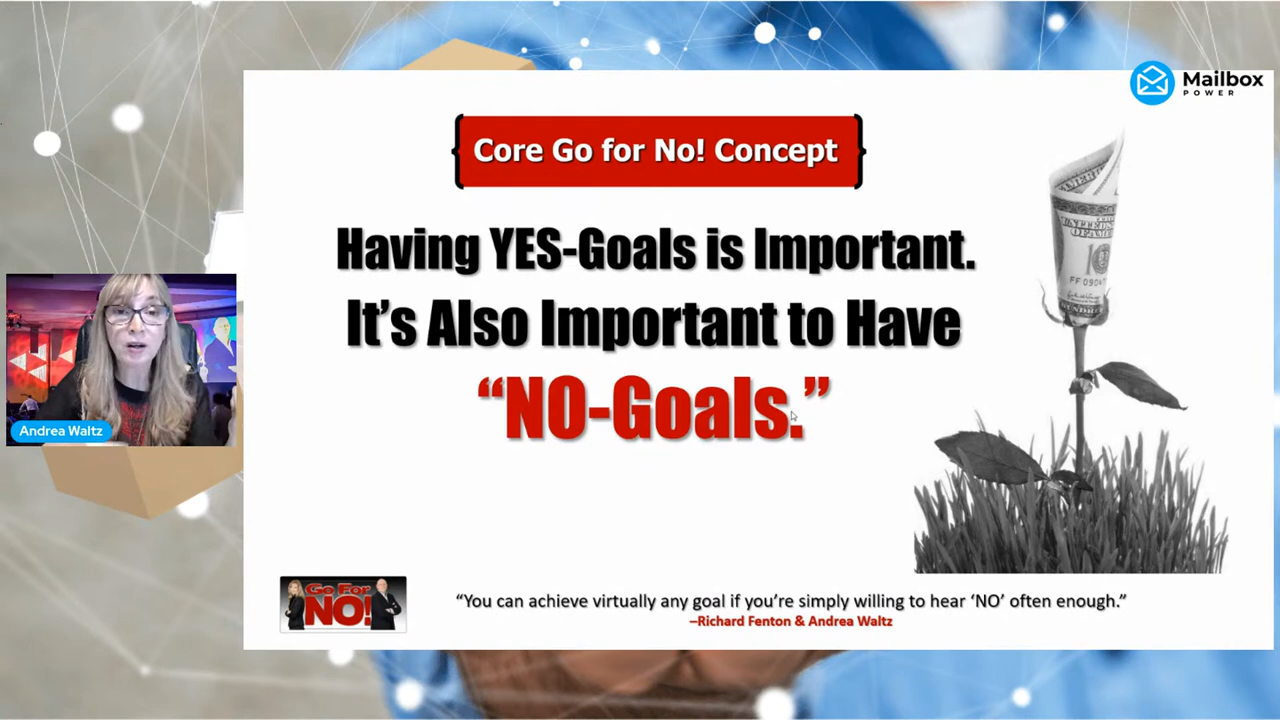 Mailbox
POWER
Core Go for No! Concept
Having YES-Goals is Important.
It's Also Important to Have
“NO-Goals.”
Andrea Waltz
Go For
NO!
“You can achieve virtually any goal if you're simply willing to hear ‘NO’ often enough.”
–Richard Fenton & Andrea Waltz